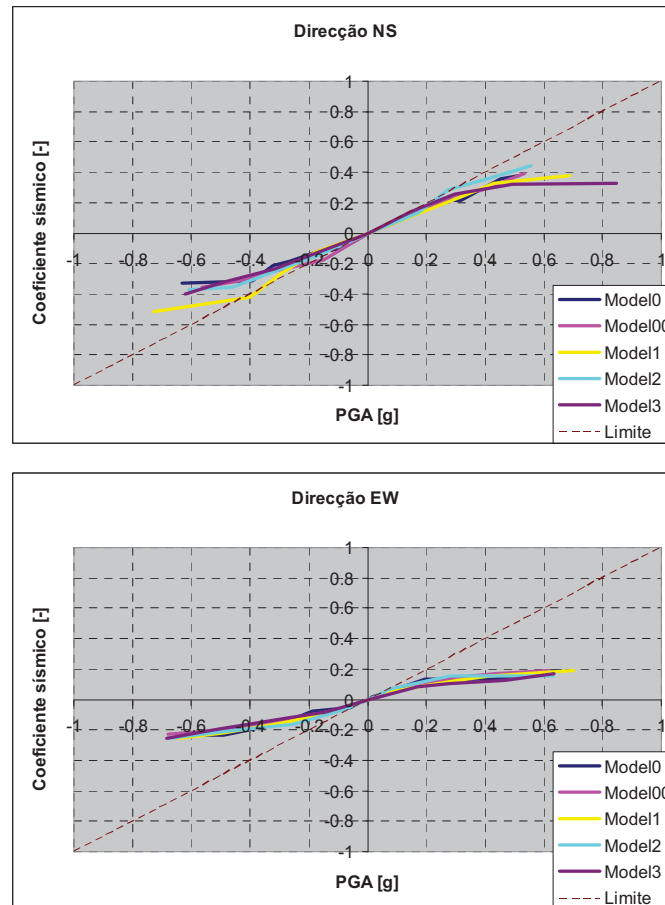 Direcção NS
Coeficiente sísmico [-]
1
0.8
0.6
0.4
0.2
0
-1 -0.8 -0.6 -0.4 -0.2 0 0.2 0.4 0.6 0.8 1
-0.2
-0.4
-0.6
-0.8
-1
PGA [g]
Model0
Model00
Model1
Model2
Model3
Limite
Direcção EW
Coeficiente sísmico [-]
1
0.8
0.6
0.4
0.2
0
-1 -0.8 -0.6 -0.4 -0.2 0 0.2 0.4 0.6 0.8 1
-0.2
-0.4
-0.6
-0.8
-1
PGA [g]
Model0
Model00
Model1
Model2
Model3
Limite